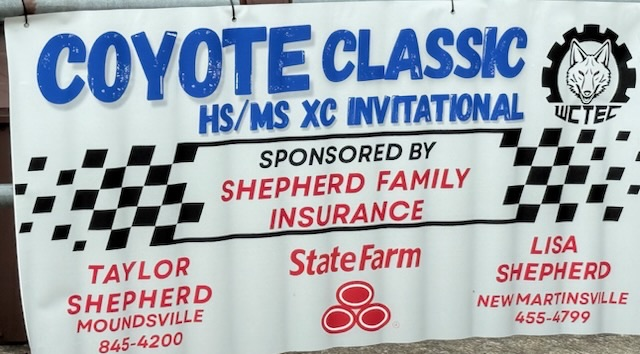 COYOTE CLASSIC
HS/MS XC INVITATIONAL
WCTEC
SPONSORED BY
SHEPHERD FAMILY
INSURANCE
TAYLOR
SHEPHERD
MOUNDSVILLE
845-4200
State Farm
LISA
SHEPHERD
NEW MARTINSVILLE
455-4799